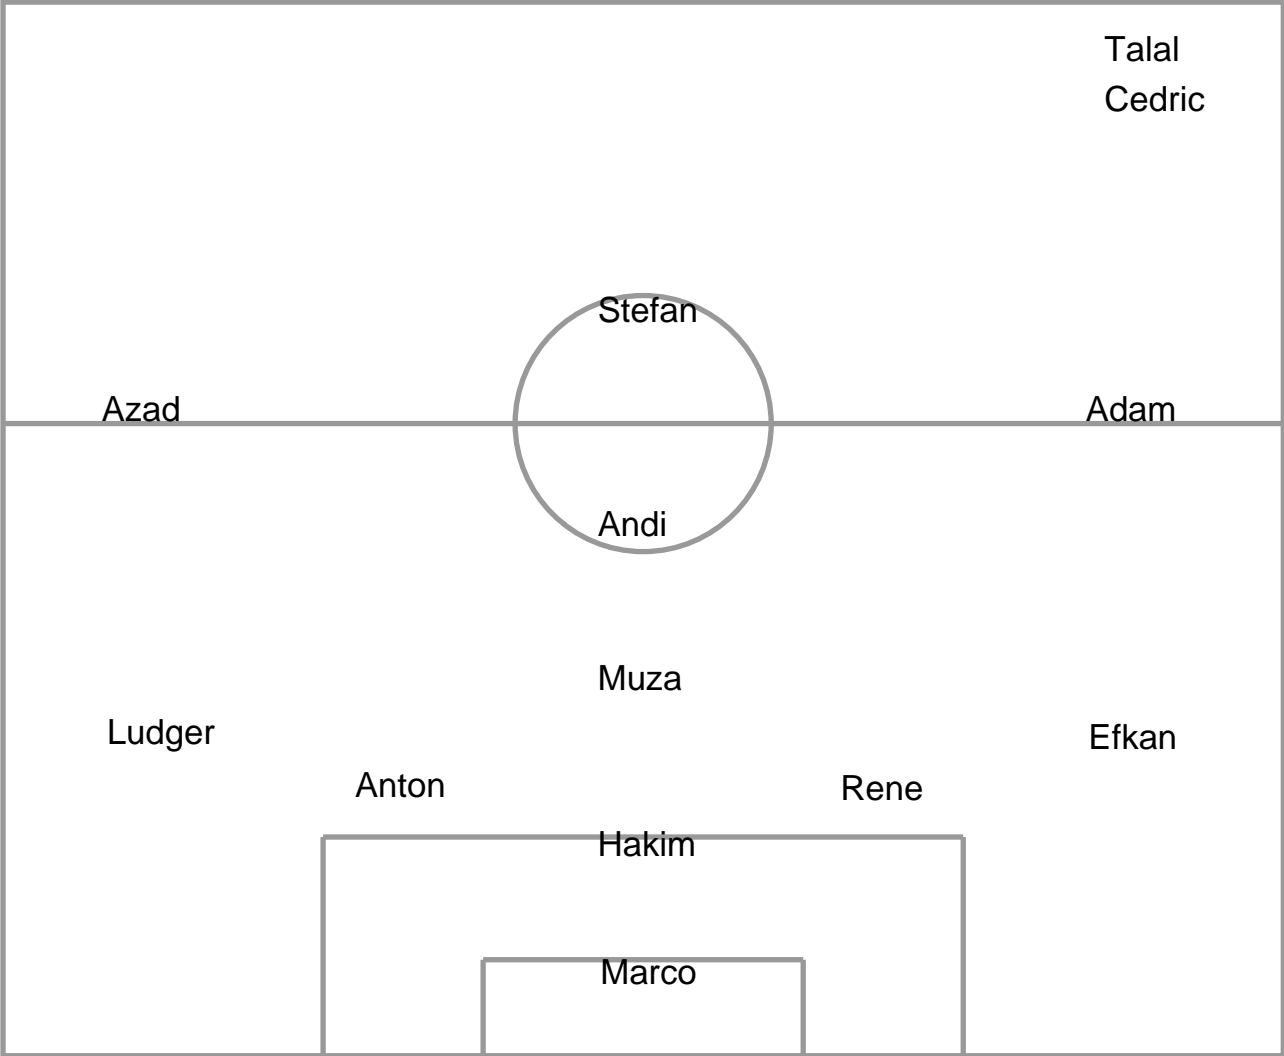 Talal
Cedric
Stefan
Azad
Adam
Andi
Muza
Ludger
Efkan
Anton
Rene
Hakim
Marco